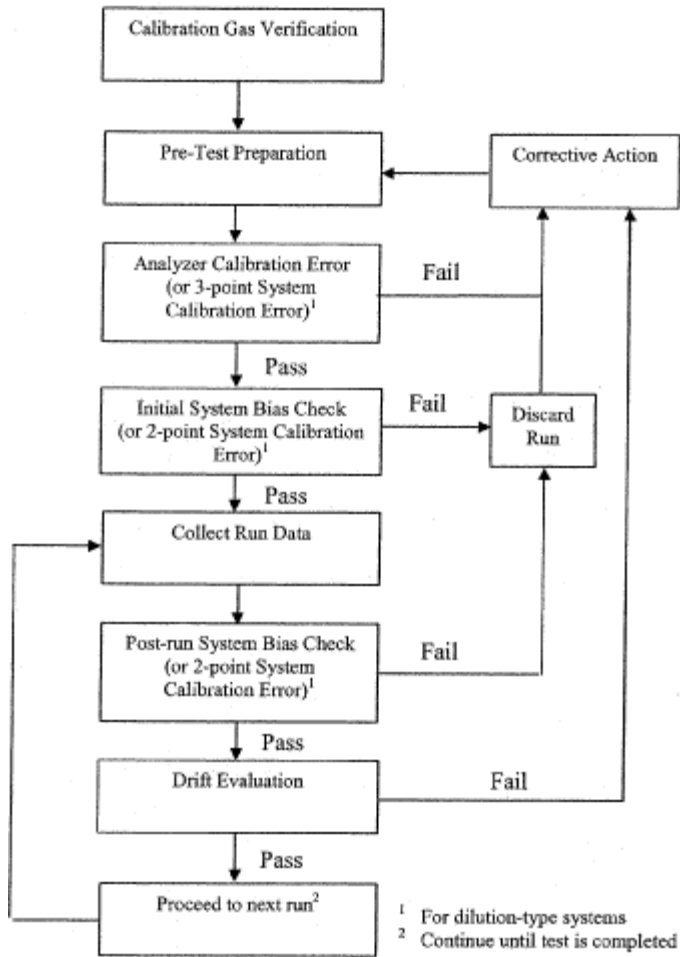 Calibration Gas Verification
Pre-Test Preparation
Corrective Action
Analyzer Calibration Error
(or 3-point System
Calibration Error)¹
Fail
Pass
Initial System Bias Check
(or 2-point System Calibration
Error)¹
Fail
Discard
Run
Pass
Collect Run Data
Post-run System Bias Check
(or 2-point System
Calibration Error)¹
Fail
Pass
Drift Evaluation
Fail
Pass
Proceed to next run²
¹ For dilution-type systems
² Continue until test is completed